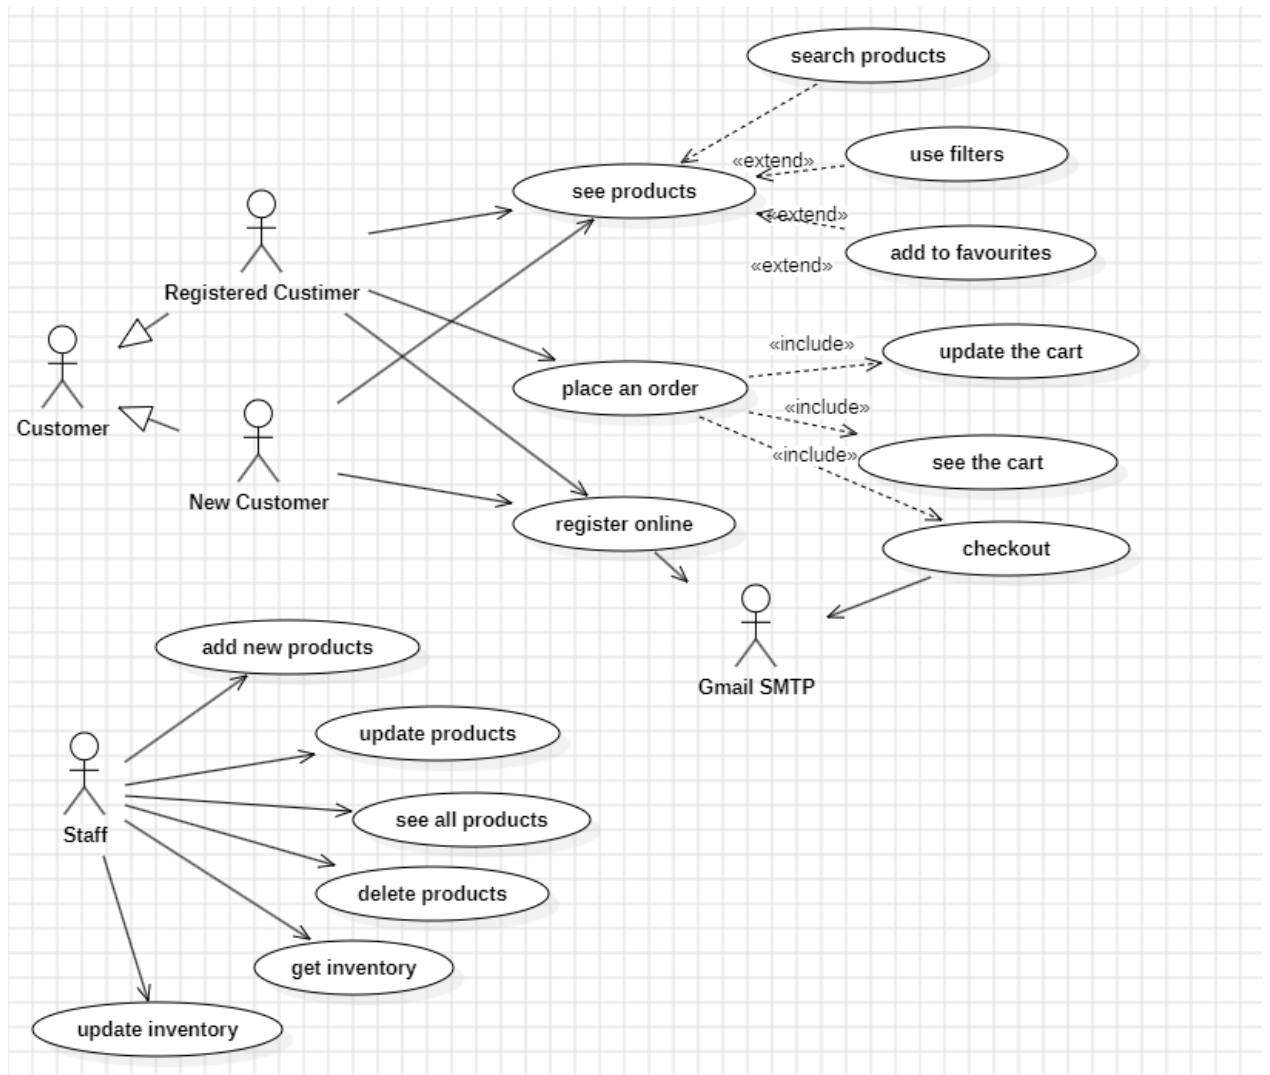 search products
use filters
«extend»
see products
«extend»
add to favourites
«extend»
Registered Custimer
«include»
update the cart
place an order
«include»
Customer
«include»
see the cart
New Customer
register online
checkout
add new products
Gmail SMTP
update products
see all products
Staff
delete products
get inventory
update inventory